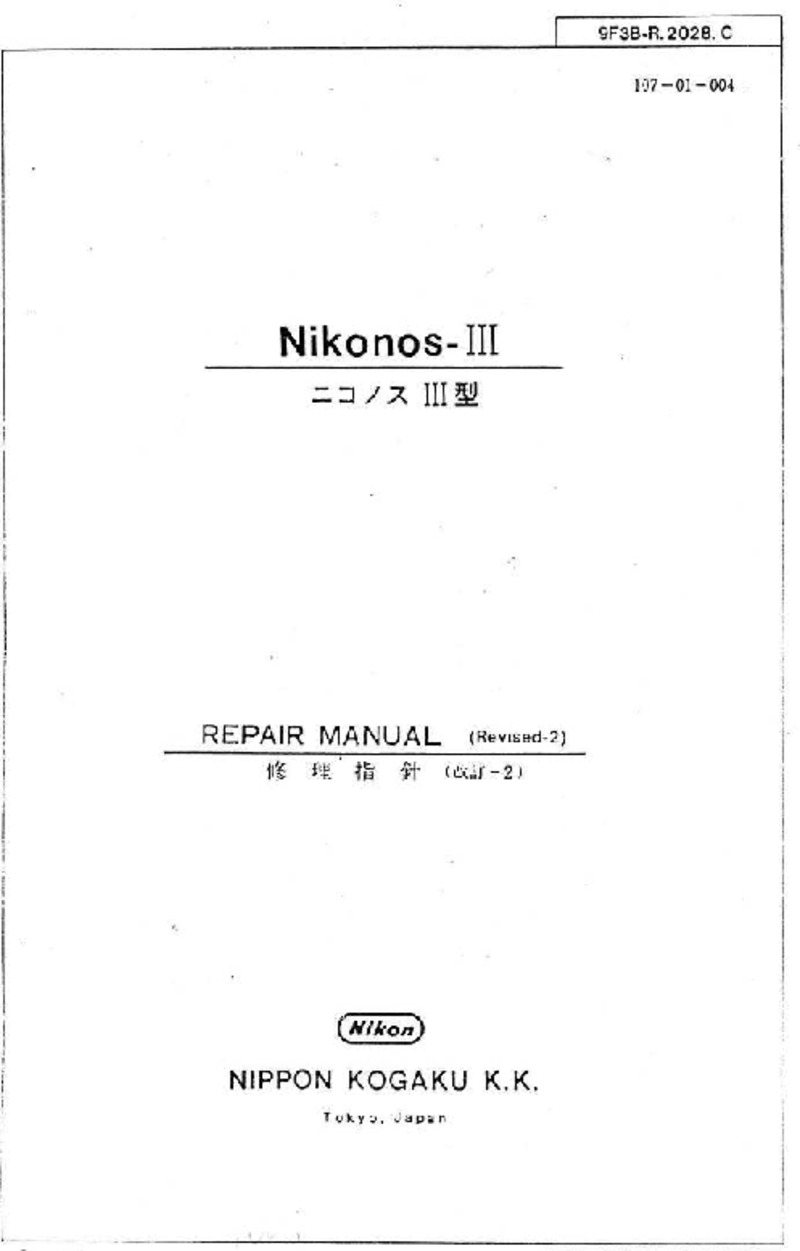 9F3B-R.2028.C
107-01-004
Nikonos-III
ニコノス III型
REPAIR MANUAL (Revised-2)
修理指針 (改訂-2)
Nikon
NIPPON KOGAKU K.K.
Tokyo, Japan